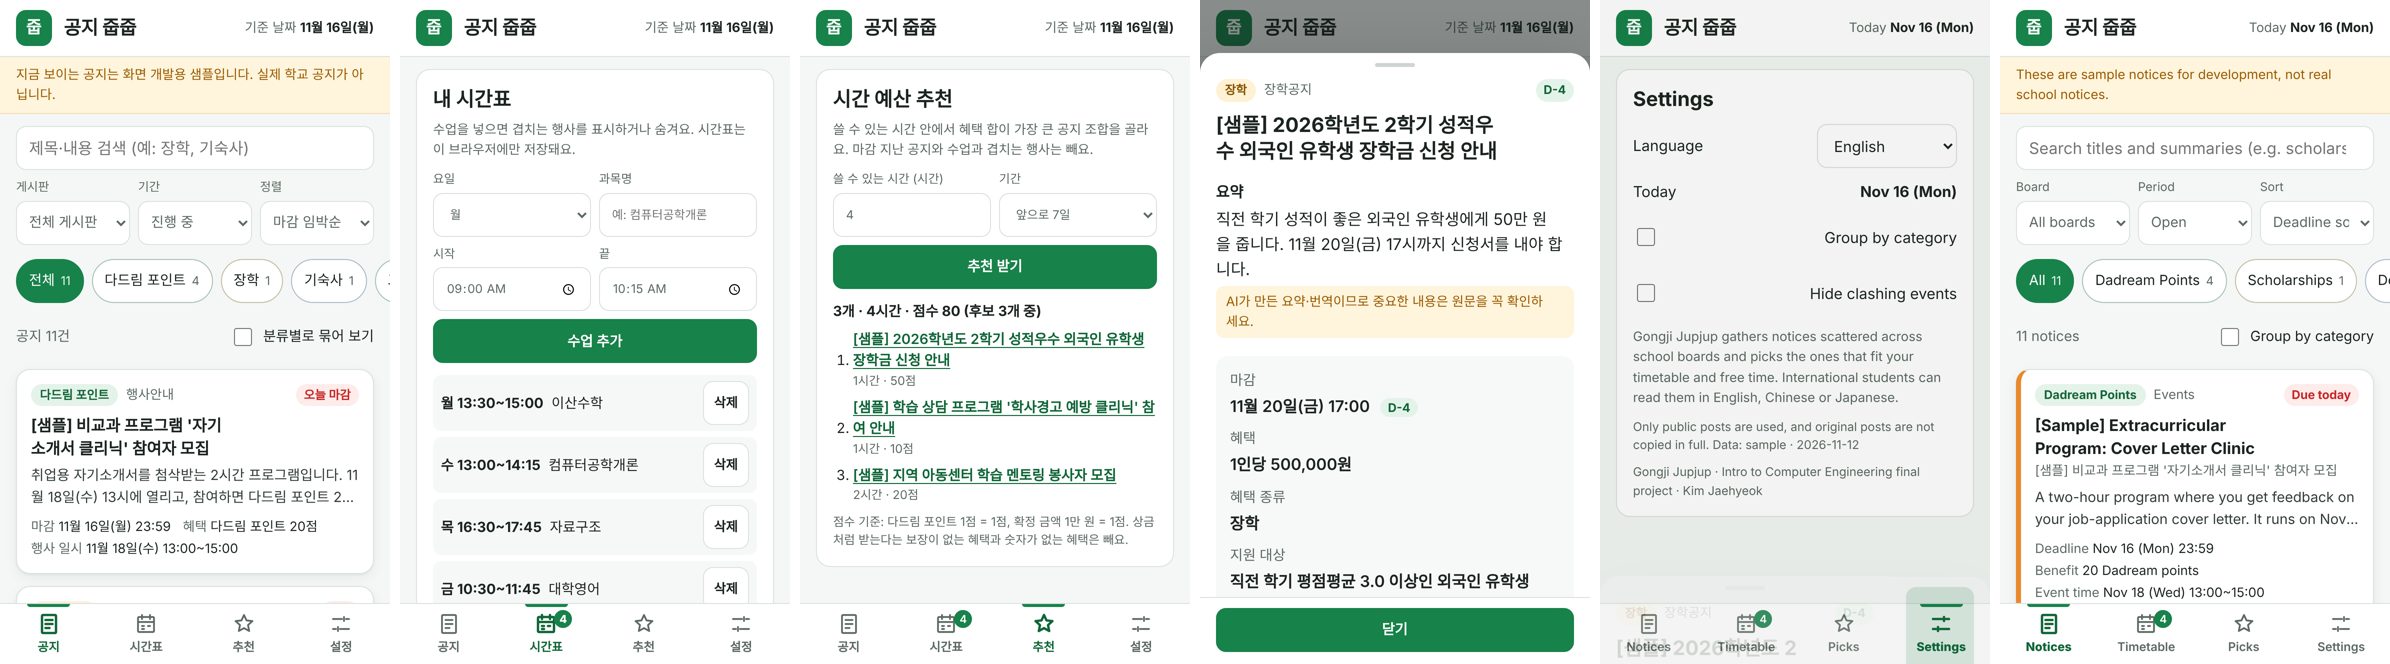 줍 공지 줍줍
기준 날짜 11월 16일(월)
지금 보이는 공지는 화면 개발용 샘플입니다. 실제 학교 공지가 아
닙니다.
제목·내용 검색 (예: 장학, 기숙사)
게시판 기간 정렬
전체 게시판 진행 중 마감 임박순
전체 11 다드림 포인트 4 장학 1 기숙사 1
공지 11건 분류별로 묶어 보기
다드림 포인트 행사안내 오늘 마감
[샘플] 비교과 프로그램 '자기
소개서 클리닉' 참여자 모집
취업용 자기소개서를 첨삭받는 2시간 프로그램입니다. 11
월 18일(수) 13시에 열리고, 참여하면 다드림 포인트 2...
마감 11월 16일(월) 23:59 혜택 다드림 포인트 20점
행사 일시 11월 18일(수) 13:00~15:00
공지 시간표 추천 설정
줍 공지 줍줍
기준 날짜 11월 16일(월)
내 시간표
수업을 넣으면 겹치는 행사를 표시하거나 숨겨요. 시간표는
이 브라우저에만 저장돼요.
요일 과목명
월 예: 컴퓨터공학개론
시작 끝
09:00 AM 10:15 AM
수업 추가
월 13:30~15:00 이산수학 삭제
수 13:00~14:15 컴퓨터공학개론 삭제
목 16:30~17:45 자료구조 삭제
금 10:30~11:45 대학영어 삭제
공지 시간표 4 추천 설정
줍 공지 줍줍
기준 날짜 11월 16일(월)
시간 예산 추천
쓸 수 있는 시간 안에서 혜택 합이 가장 큰 공지 조합을 골라
요. 마감 지난 공지와 수업과 겹치는 행사는 빼요.
쓸 수 있는 시간 (시간) 기간
4 앞으로 7일
추천 받기
3개 · 4시간 · 점수 80 (후보 3개 중)
1. [샘플] 2026학년도 2학기 성적우수 외국인 유학생
장학금 신청 안내
1시간 · 50점
2. [샘플] 학습 상담 프로그램 '학사경고 예방 클리닉' 참
여 안내
1시간 · 10점
3. [샘플] 지역 아동센터 학습 멘토링 봉사자 모집
2시간 · 20점
점수 기준: 다드림 포인트 1점 = 1점, 확정 금액 1만 원 = 1점. 상금
처럼 받는다는 보장이 없는 혜택과 숫자가 없는 혜택은 빼요.
공지 시간표 4 추천 설정
줍 공지 줍줍
기준 날짜 11월 16일(월)
장학 장학공지 D-4
[샘플] 2026학년도 2학기 성적우
수 외국인 유학생 장학금 신청 안내
요약
직전 학기 성적이 좋은 외국인 유학생에게 50만 원
을 줍니다. 11월 20일(금) 17시까지 신청서를 내야 합
니다.
AI가 만든 요약·번역이므로 중요한 내용은 원문을 꼭 확인하
세요.
마감
11월 20일(금) 17:00 D-4
혜택
1인당 500,000원
혜택 종류
장학
지원 대상
직전 학기 평점평균 3.0 이상인 외국인 유학생
닫기
줍 공지 줍줍
Today Nov 16 (Mon)
Settings
Language English
Today Nov 16 (Mon)
Group by category
Hide clashing events
Gongji Jupjup gathers notices scattered across
school boards and picks the ones that fit your
timetable and free time. International students can
read them in English, Chinese or Japanese.
Only public posts are used, and original posts are not
copied in full. Data: sample · 2026-11-12
Gongji Jupjup · Intro to Computer Engineering final
project · Kim Jaehyeok
장학 장학공지 D-4
[샘플] 2026학년도 2
Notices Timetable 4 Picks Settings
줍 공지 줍줍
Today Nov 16 (Mon)
These are sample notices for development, not real
school notices.
Search titles and summaries (e.g. scholars
Board Period Sort
All boards Open Deadline so
All 11 Dadream Points 4 Scholarships 1 Do
11 notices Group by category
Dadream Points Events Due today
[Sample] Extracurricular
Program: Cover Letter Clinic
[샘플] 비교과 프로그램 '자기소개서 클리닉' 참여자 모집
A two-hour program where you get feedback on
your job-application cover letter. It runs on Nov...
Deadline Nov 16 (Mon) 23:59
Benefit 20 Dadream points
Event time Nov 18 (Wed) 13:00~15:00
Notices Timetable 4 Picks Settings